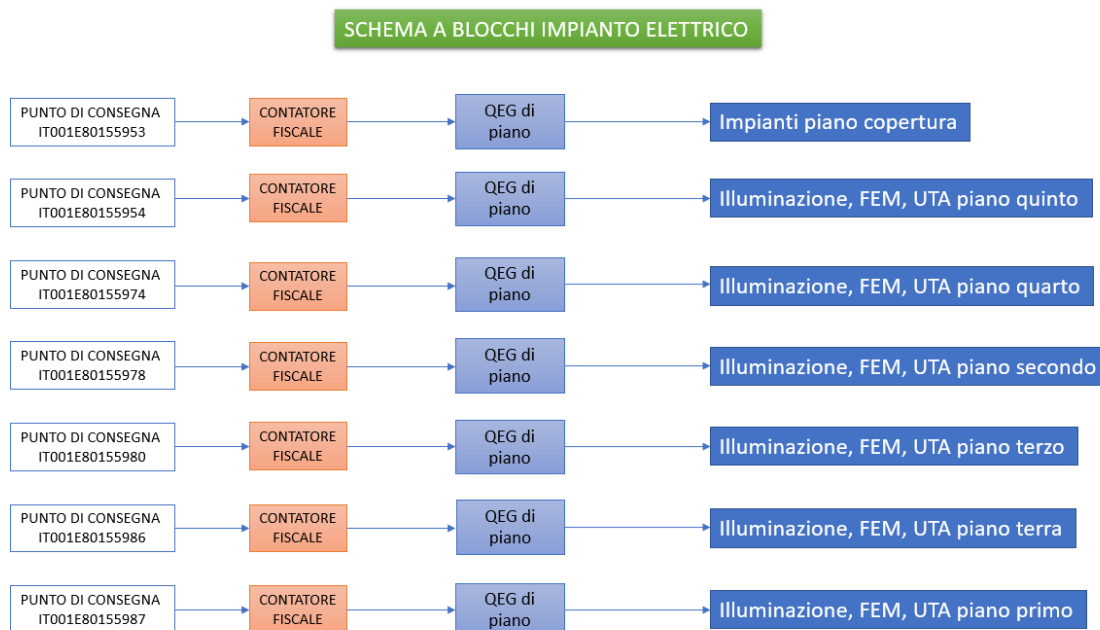 SCHEMA A BLOCCHI IMPIANTO ELETTRICO
PUNTO DI CONSEGNA
IT001E80155953
CONTATORE
FISCALE
QEG di
piano
Impianti piano copertura
PUNTO DI CONSEGNA
IT001E80155954
CONTATORE
FISCALE
QEG di
piano
Illuminazione, FEM, UTA piano quinto
PUNTO DI CONSEGNA
IT001E80155974
CONTATORE
FISCALE
QEG di
piano
Illuminazione, FEM, UTA piano quarto
PUNTO DI CONSEGNA
IT001E80155978
CONTATORE
FISCALE
QEG di
piano
Illuminazione, FEM, UTA piano secondo
PUNTO DI CONSEGNA
IT001E80155980
CONTATORE
FISCALE
QEG di
piano
Illuminazione, FEM, UTA piano terzo
PUNTO DI CONSEGNA
IT001E80155986
CONTATORE
FISCALE
QEG di
piano
Illuminazione, FEM, UTA piano terra
PUNTO DI CONSEGNA
IT001E80155987
CONTATORE
FISCALE
QEG di
piano
Illuminazione, FEM, UTA piano primo